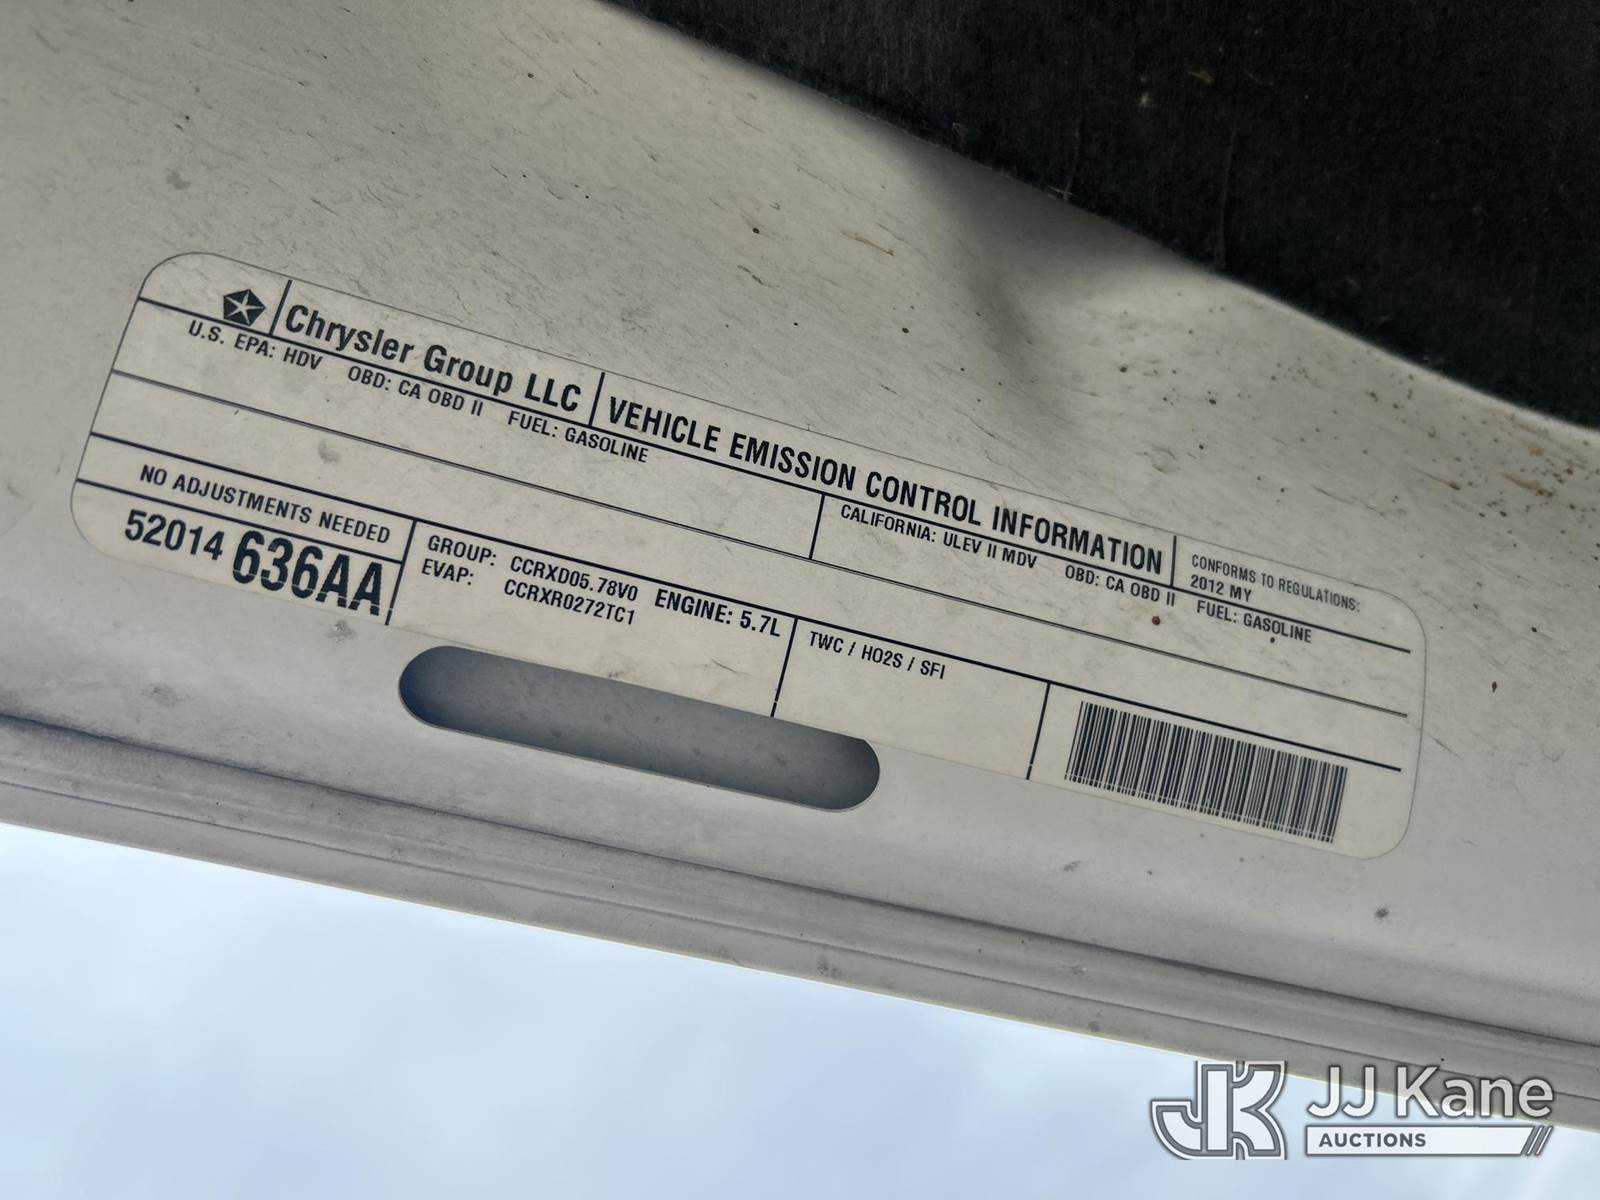 Chrysler Group LLC
VEHICLE EMISSION CONTROL INFORMATION
CONFORMS TO REGULATIONS:
2012 MY
U.S. EPA: HDV OBD: CA OBD II FUEL: GASOLINE
CALIFORNIA: ULEV II MDV OBD: CA OBD II FUEL: GASOLINE
NO ADJUSTMENTS NEEDED
52014 636AA
GROUP: CCRXD05.78V0 ENGINE: 5.7L
EVAP: CCRXR0272TC1
TWC / HO2S / SFI
JK JJ Kane
AUCTIONS